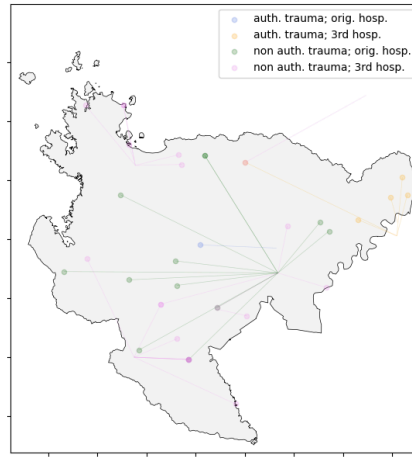 auth. trauma; orig. hosp.
auth. trauma; 3rd hosp.
non auth. trauma; orig. hosp.
non auth. trauma; 3rd hosp.